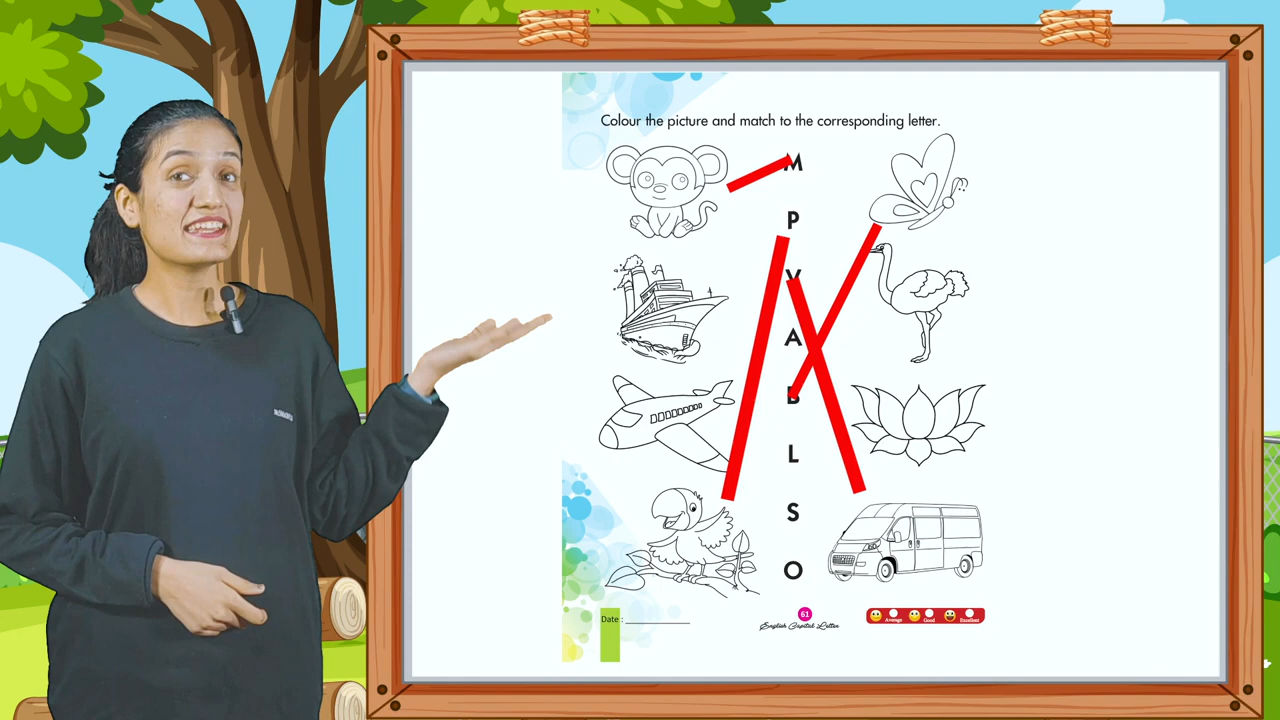 Colour the picture and match to the corresponding letter.
M
P
V
A
B
L
S
O
Date :
61
English Capital Letter
Average Good Excellent